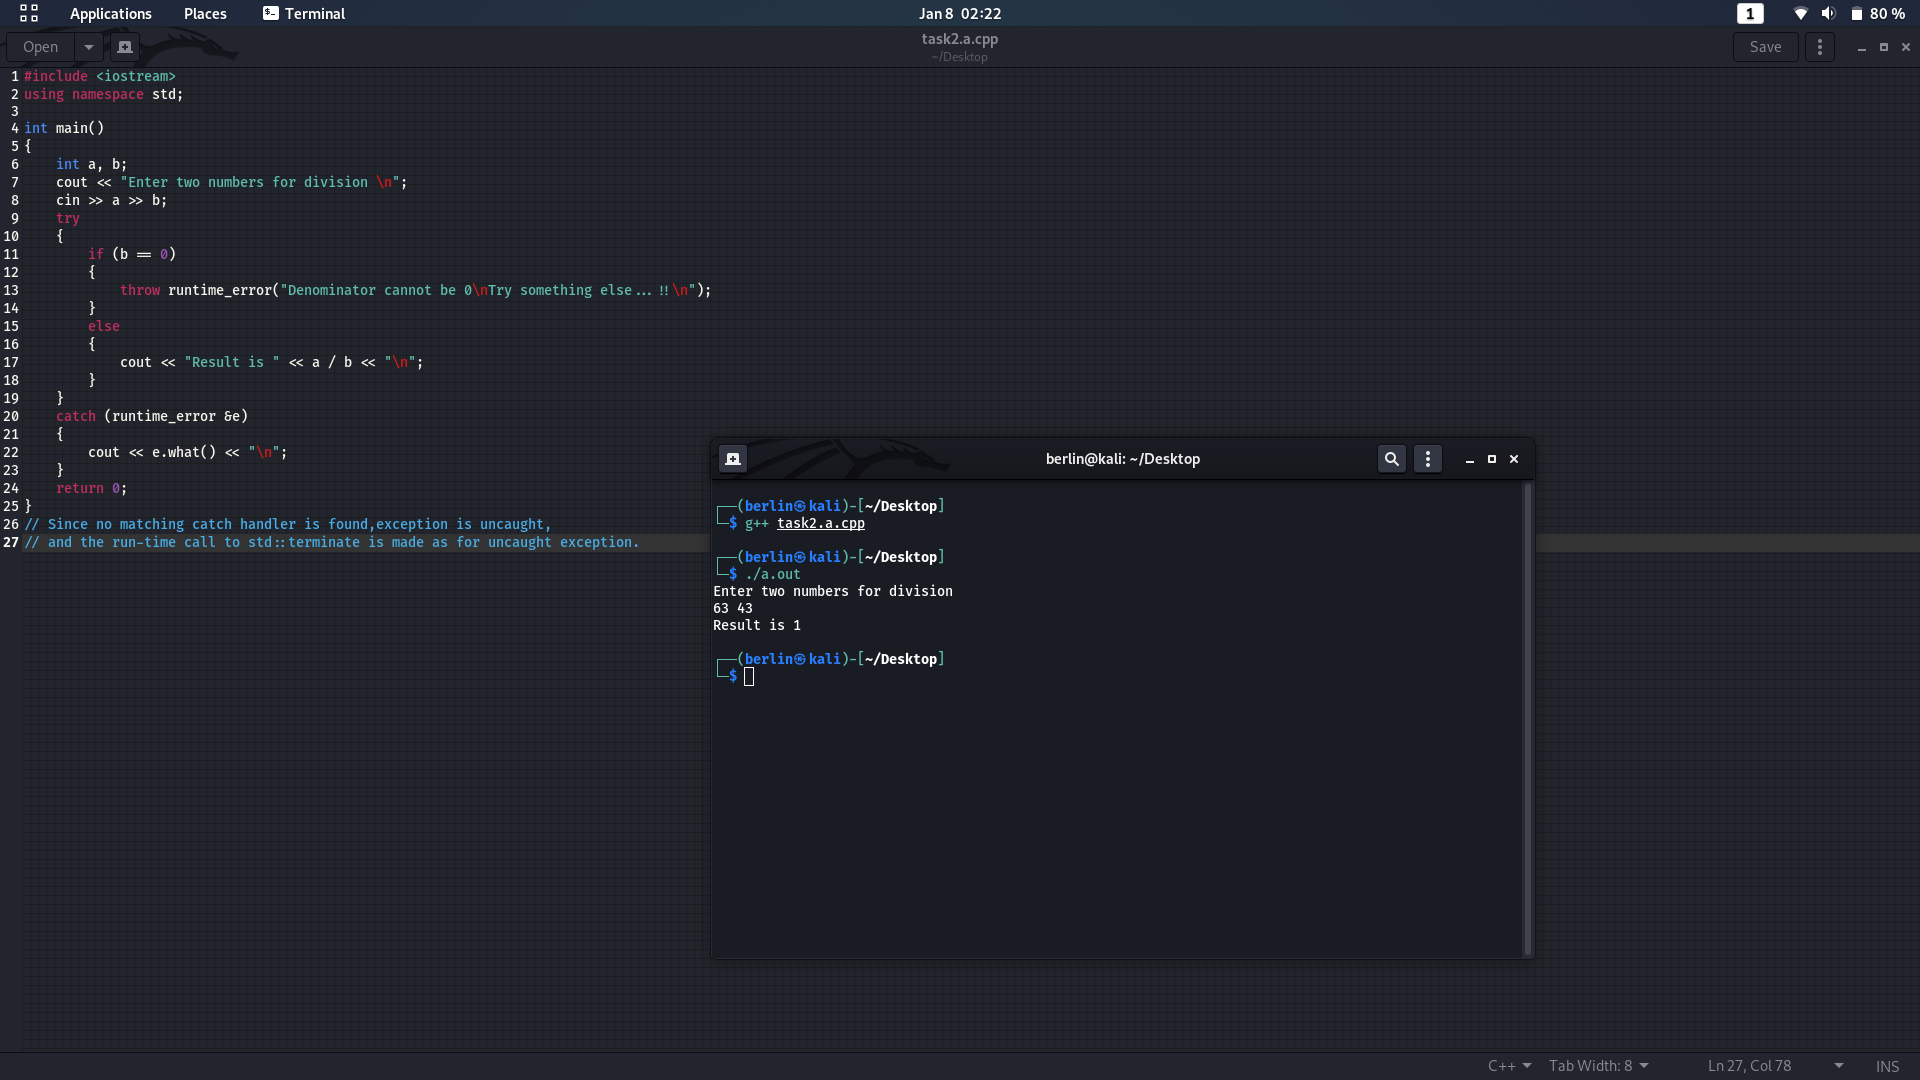 Applications Places Terminal Jan 8 02:22 1 80 %
Open task2.a.cpp Save
~/Desktop
1 #include <iostream>
2 using namespace std;
3
4 int main()
5 {
6     int a, b;
7     cout << "Enter two numbers for division \n";
8     cin >> a >> b;
9     try
10     {
11         if (b == 0)
12         {
13             throw runtime_error("Denominator cannot be 0\nTry something else...!!\n");
14         }
15         else
16         {
17             cout << "Result is " << a / b << "\n";
18         }
19     }
20     catch (runtime_error &e)
21     {
22         cout << e.what() << "\n";
23     }
24     return 0;
25 }
26 // Since no matching catch handler is found,exception is uncaught,
27 // and the run-time call to std::terminate is made as for uncaught exception.
berlin@kali: ~/Desktop
┌──(berlin㉿kali)-[~/Desktop]
└─$ g++ task2.a.cpp
┌──(berlin㉿kali)-[~/Desktop]
└─$ ./a.out
Enter two numbers for division
63 43
Result is 1
┌──(berlin㉿kali)-[~/Desktop]
└─$
C++ Tab Width: 8 Ln 27, Col 78 INS